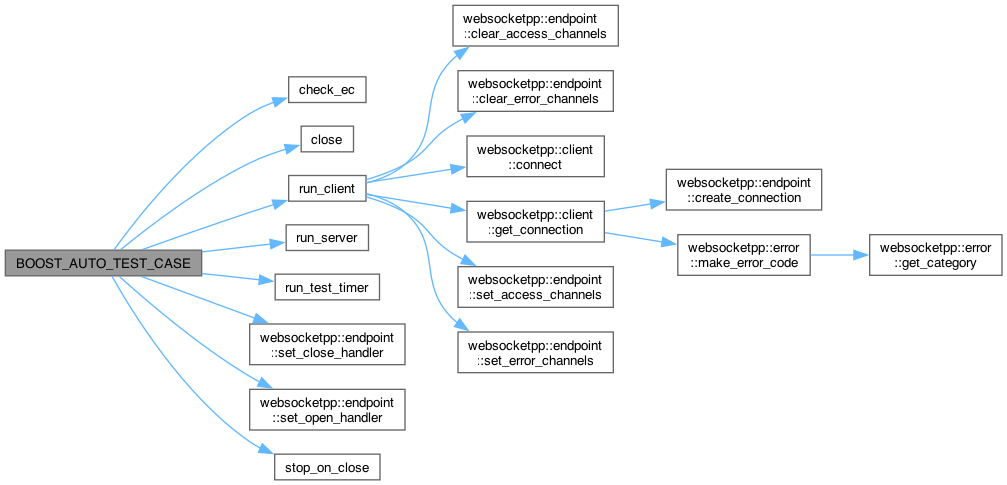 BOOST_AUTO_TEST_CASE
check_ec
close
run_client
run_server
run_test_timer
websocketpp::endpoint
::set_close_handler
websocketpp::endpoint
::set_open_handler
stop_on_close
websocketpp::endpoint
::clear_access_channels
websocketpp::endpoint
::clear_error_channels
websocketpp::client
::connect
websocketpp::client
::get_connection
websocketpp::endpoint
::set_access_channels
websocketpp::endpoint
::set_error_channels
websocketpp::endpoint
::create_connection
websocketpp::error
::make_error_code
websocketpp::error
::get_category